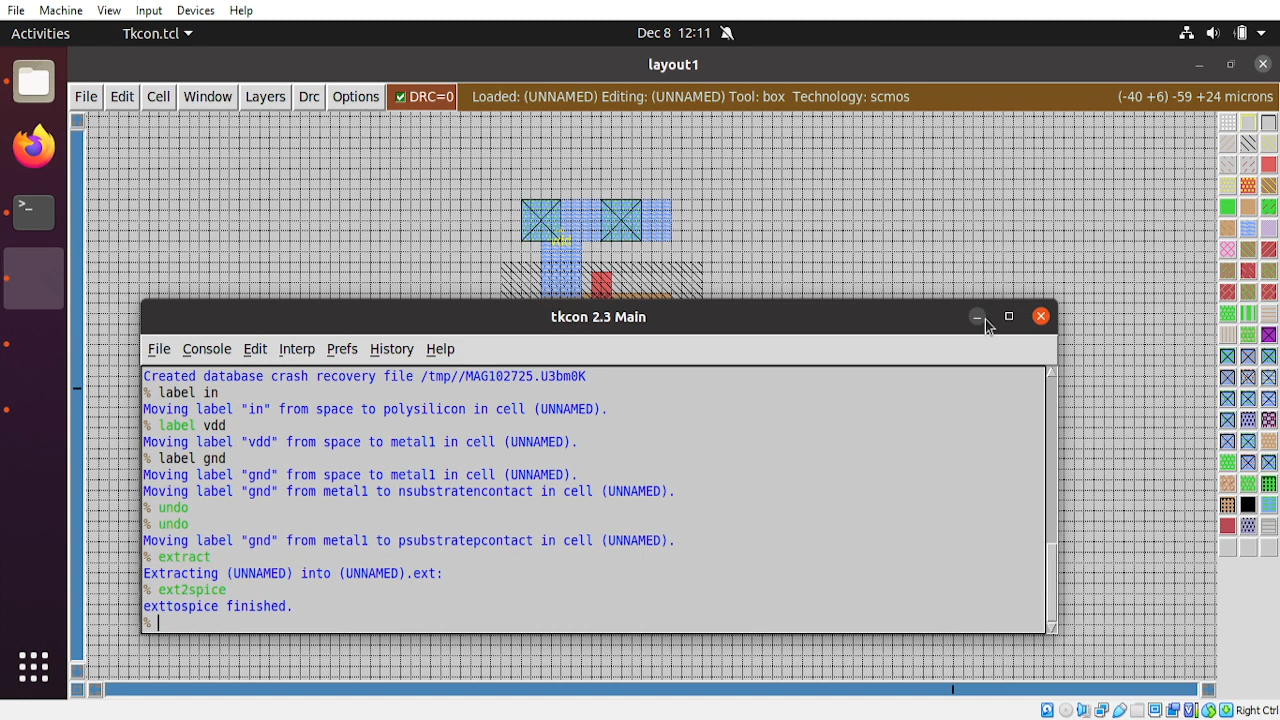 File Machine View Input Devices Help
Activities Tkcon.tcl Dec 8 12:11
layout1
File Edit Cell Window Layers Drc Options DRC=0 Loaded: (UNNAMED) Editing: (UNNAMED) Tool: box Technology: scmos (-40 +6) -59 +24 microns
tkcon 2.3 Main
File Console Edit Interp Prefs History Help
Created database crash recovery file /tmp//MAG102725.U3bm0K
% label in
Moving label "in" from space to polysilicon in cell (UNNAMED).
% label vdd
Moving label "vdd" from space to metal1 in cell (UNNAMED).
% label gnd
Moving label "gnd" from space to metal1 in cell (UNNAMED).
Moving label "gnd" from metal1 to nsubstratencontact in cell (UNNAMED).
% undo
% undo
Moving label "gnd" from metal1 to psubstratepcontact in cell (UNNAMED).
% extract
Extracting (UNNAMED) into (UNNAMED).ext:
% ext2spice
exttospice finished.
%
Right Ctrl